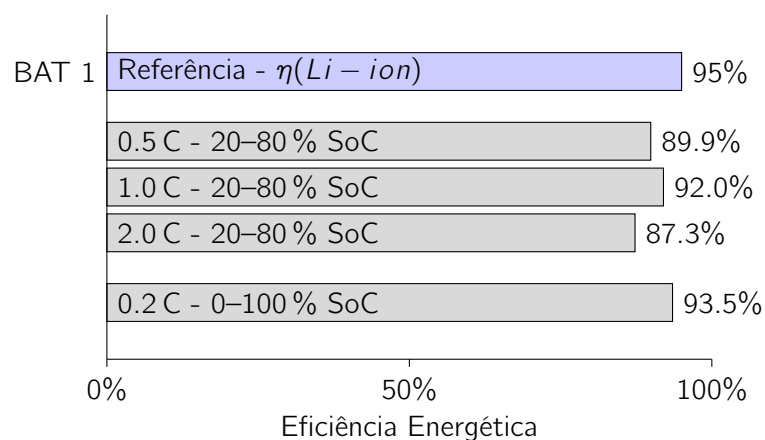 BAT 1 Referência - η(Li − ion) 95%
0.5 C - 20–80 % SoC 89.9%
1.0 C - 20–80 % SoC 92.0%
2.0 C - 20–80 % SoC 87.3%
0.2 C - 0–100 % SoC 93.5%
0% 50% 100%
Eficiência Energética